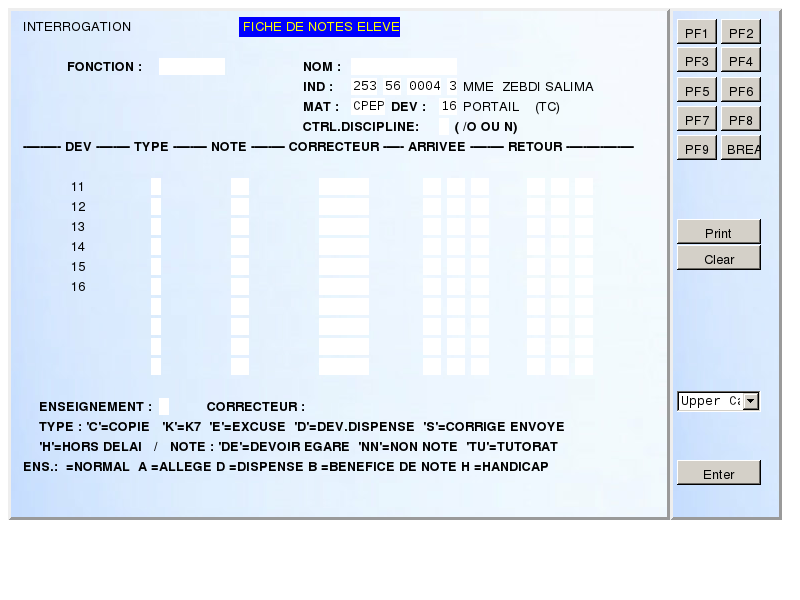 INTERROGATION FICHE DE NOTES ELEVE
FONCTION : NOM :
IND : 253 56 0004 3 MME ZEBDI SALIMA
MAT : CPEP DEV : 16 PORTAIL (TC)
CTRL.DISCIPLINE: ( /O OU N)
——— DEV ——— TYPE ——— NOTE ——— CORRECTEUR ——— ARRIVEE ——— RETOUR ——————
11
12
13
14
15
16
ENSEIGNEMENT : CORRECTEUR :
TYPE : 'C'=COPIE 'K'=K7 'E'=EXCUSE 'D'=DEV.DISPENSE 'S'=CORRIGE ENVOYE
'H'=HORS DELAI / NOTE : 'DE'=DEVOIR EGARE 'NN'=NON NOTE 'TU'=TUTORAT
ENS.: =NORMAL A =ALLEGE D =DISPENSE B =BENEFICE DE NOTE H =HANDICAP
PF1 PF2
PF3 PF4
PF5 PF6
PF7 PF8
PF9 BREA
Print
Clear
Upper Ca
Enter